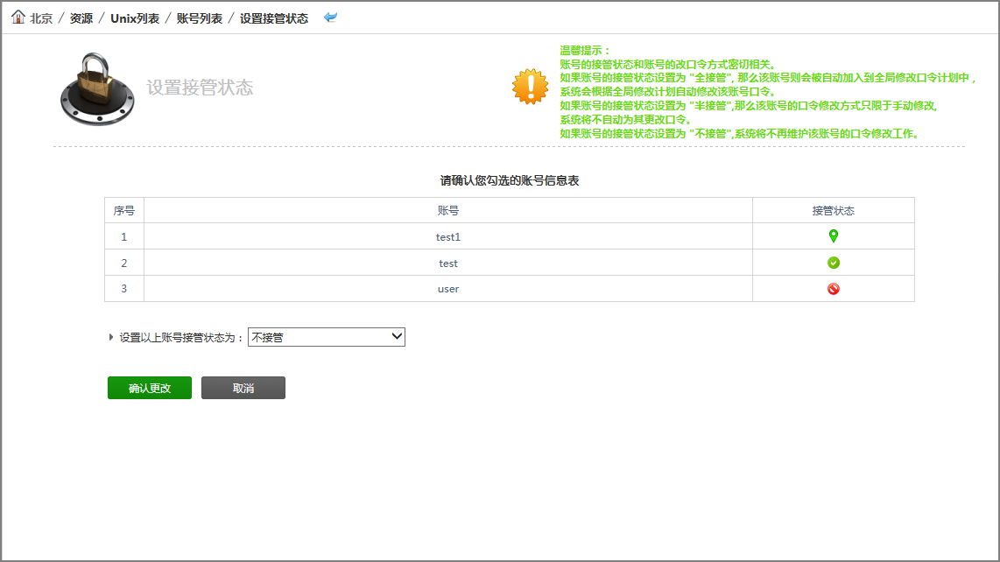 北京 / 资源 / Unix列表 / 账号列表 / 设置接管状态
设置接管状态
温馨提示：
账号的接管状态和账号的改口令方式密切相关。
如果账号的接管状态设置为 "全接管", 那么该账号则会被自动加入到全局修改口令计划中，
系统会根据全局修改计划自动修改该账号口令。
如果账号的接管状态设置为 "半接管",那么该账号的口令修改方式只限于手动修改,
系统将不自动为其更改口令。
如果账号的接管状态设置为 "不接管",系统将不再维护该账号的口令修改工作。
请确认您勾选的账号信息表
序号 账号 接管状态
1 test1
2 test
3 user
设置以上账号接管状态为： 不接管
确认更改 取消